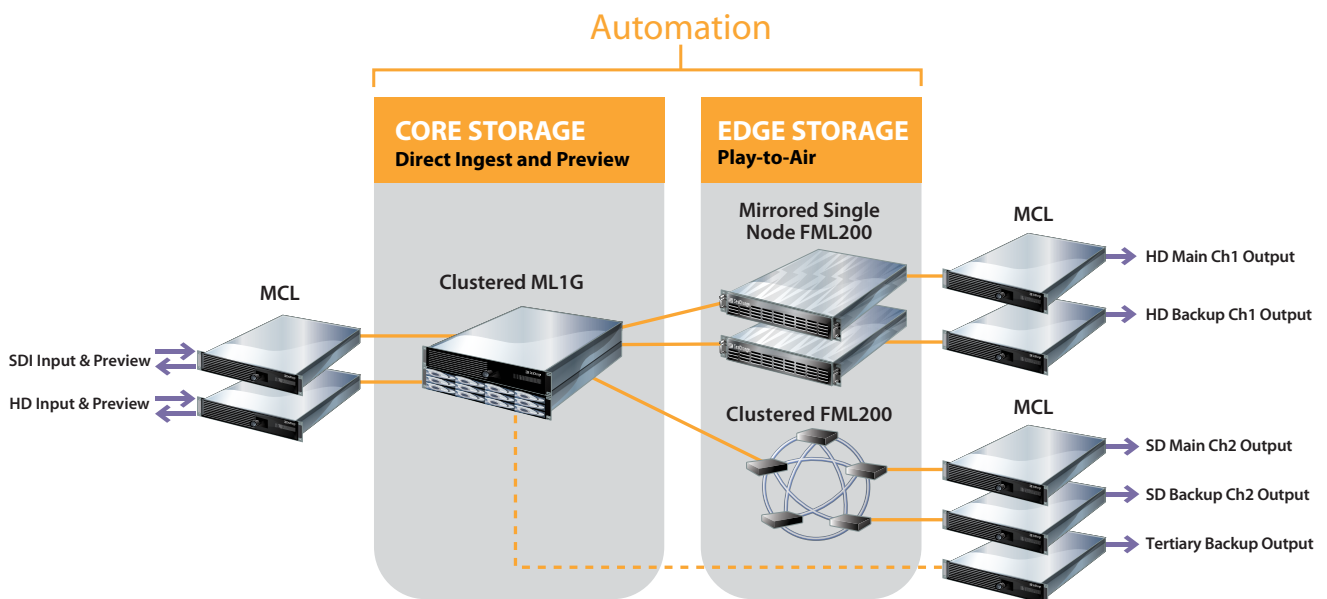 Automation
CORE STORAGE
Direct Ingest and Preview
EDGE STORAGE
Play-to-Air
Mirrored Single
Node FML200
MCL
HD Main Ch1 Output
HD Backup Ch1 Output
Clustered ML1G
MCL
SDI Input & Preview
HD Input & Preview
Clustered FML200
MCL
SD Main Ch2 Output
SD Backup Ch2 Output
Tertiary Backup Output